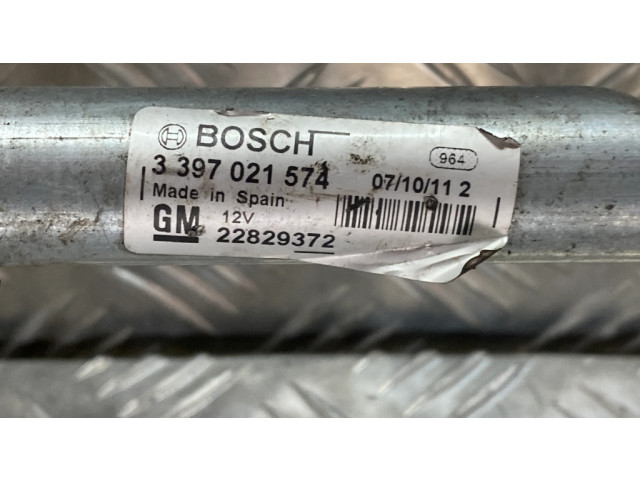 BOSCH
964
3 397 021 574 07/10/11 2
Made in Spain
GM 12V
22829372